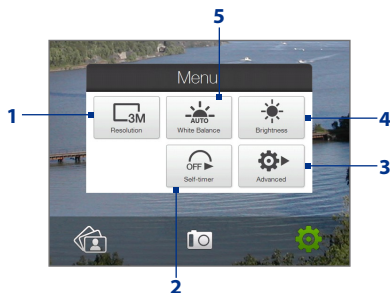 5
Menu
1
3M
AUTO
4
Resolution
White Balance
Brightness
OFF
3
Self-timer
Advanced
2